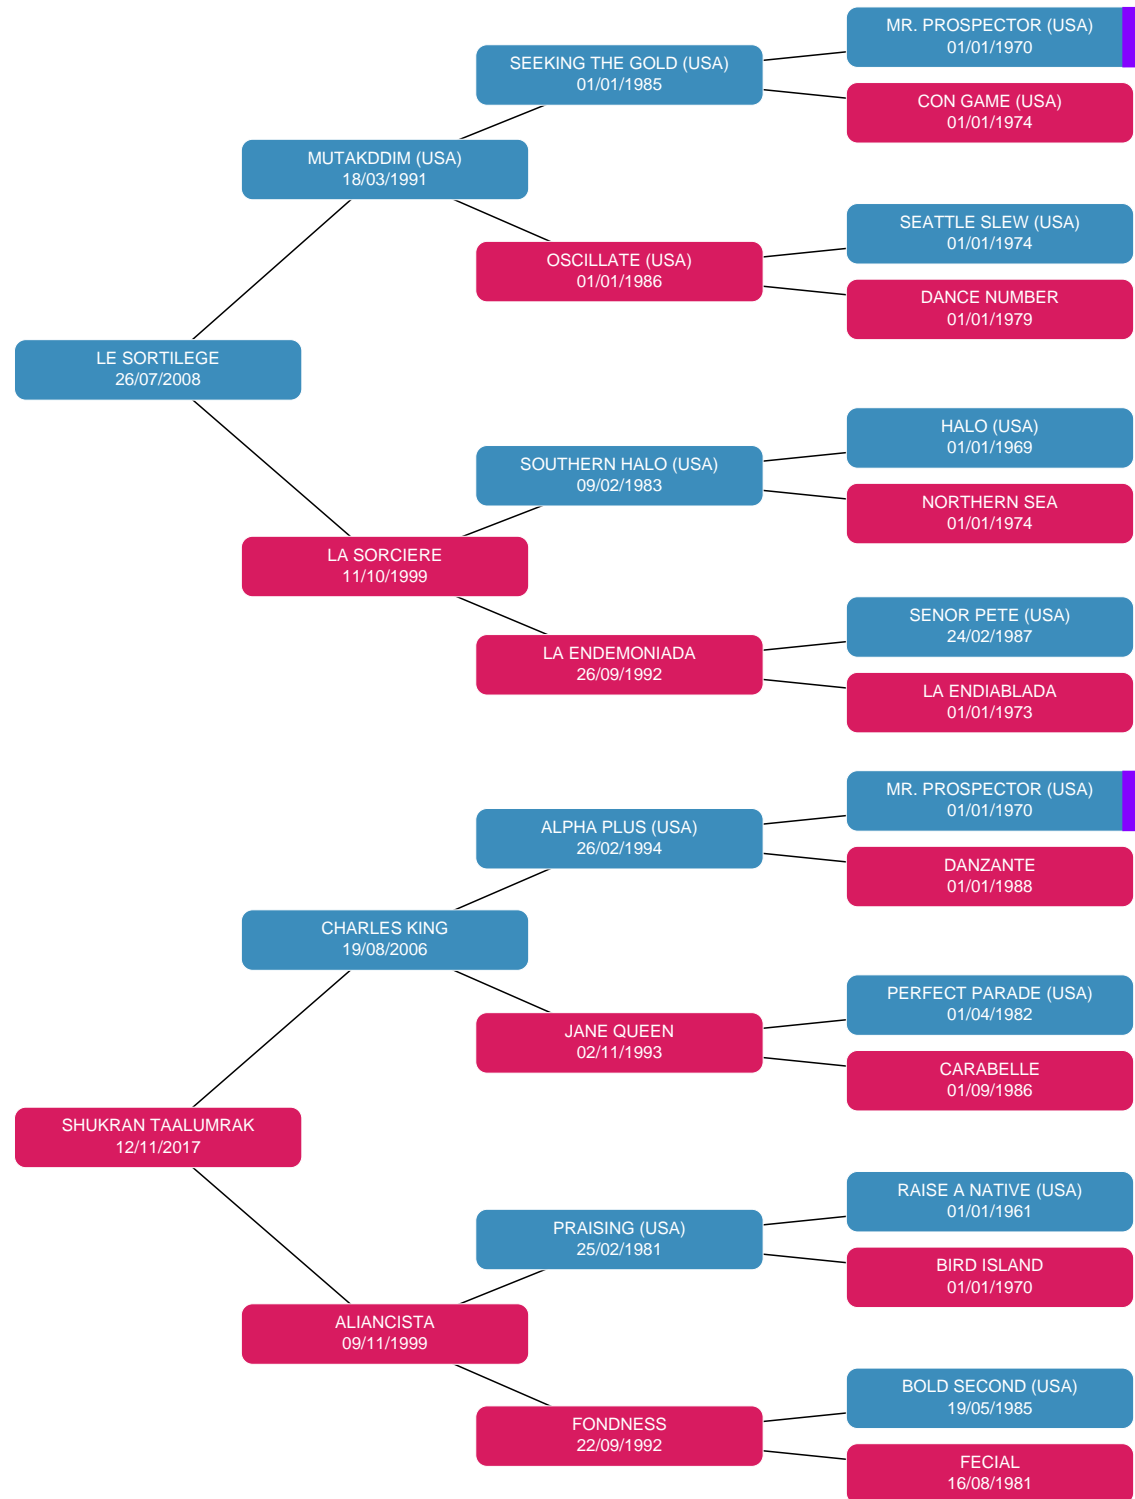 MR. PROSPECTOR (USA)
01/01/1970
SEEKING THE GOLD (USA)
01/01/1985
CON GAME (USA)
01/01/1974
MUTAKDDIM (USA)
18/03/1991
SEATTLE SLEW (USA)
01/01/1974
OSCILLATE (USA)
01/01/1986
DANCE NUMBER
01/01/1979
LE SORTILEGE
26/07/2008
HALO (USA)
01/01/1969
SOUTHERN HALO (USA)
09/02/1983
NORTHERN SEA
01/01/1974
LA SORCIERE
11/10/1999
SENOR PETE (USA)
24/02/1987
LA ENDEMONIADA
26/09/1992
LA ENDIABLADA
01/01/1973
MR. PROSPECTOR (USA)
01/01/1970
ALPHA PLUS (USA)
26/02/1994
DANZANTE
01/01/1988
CHARLES KING
19/08/2006
PERFECT PARADE (USA)
01/04/1982
JANE QUEEN
02/11/1993
CARABELLE
01/09/1986
SHUKRAN TAALUMRAK
12/11/2017
RAISE A NATIVE (USA)
01/01/1961
PRAISING (USA)
25/02/1981
BIRD ISLAND
01/01/1970
ALIANCISTA
09/11/1999
BOLD SECOND (USA)
19/05/1985
FONDNESS
22/09/1992
FECIAL
16/08/1981